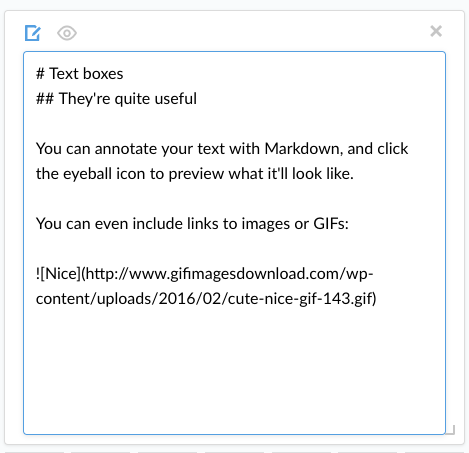 # Text boxes
## They're quite useful
You can annotate your text with Markdown, and click
the eyeball icon to preview what it'll look like.
You can even include links to images or GIFs:
![Nice](http://www.gifimagesdownload.com/wp-
content/uploads/2016/02/cute-nice-gif-143.gif)